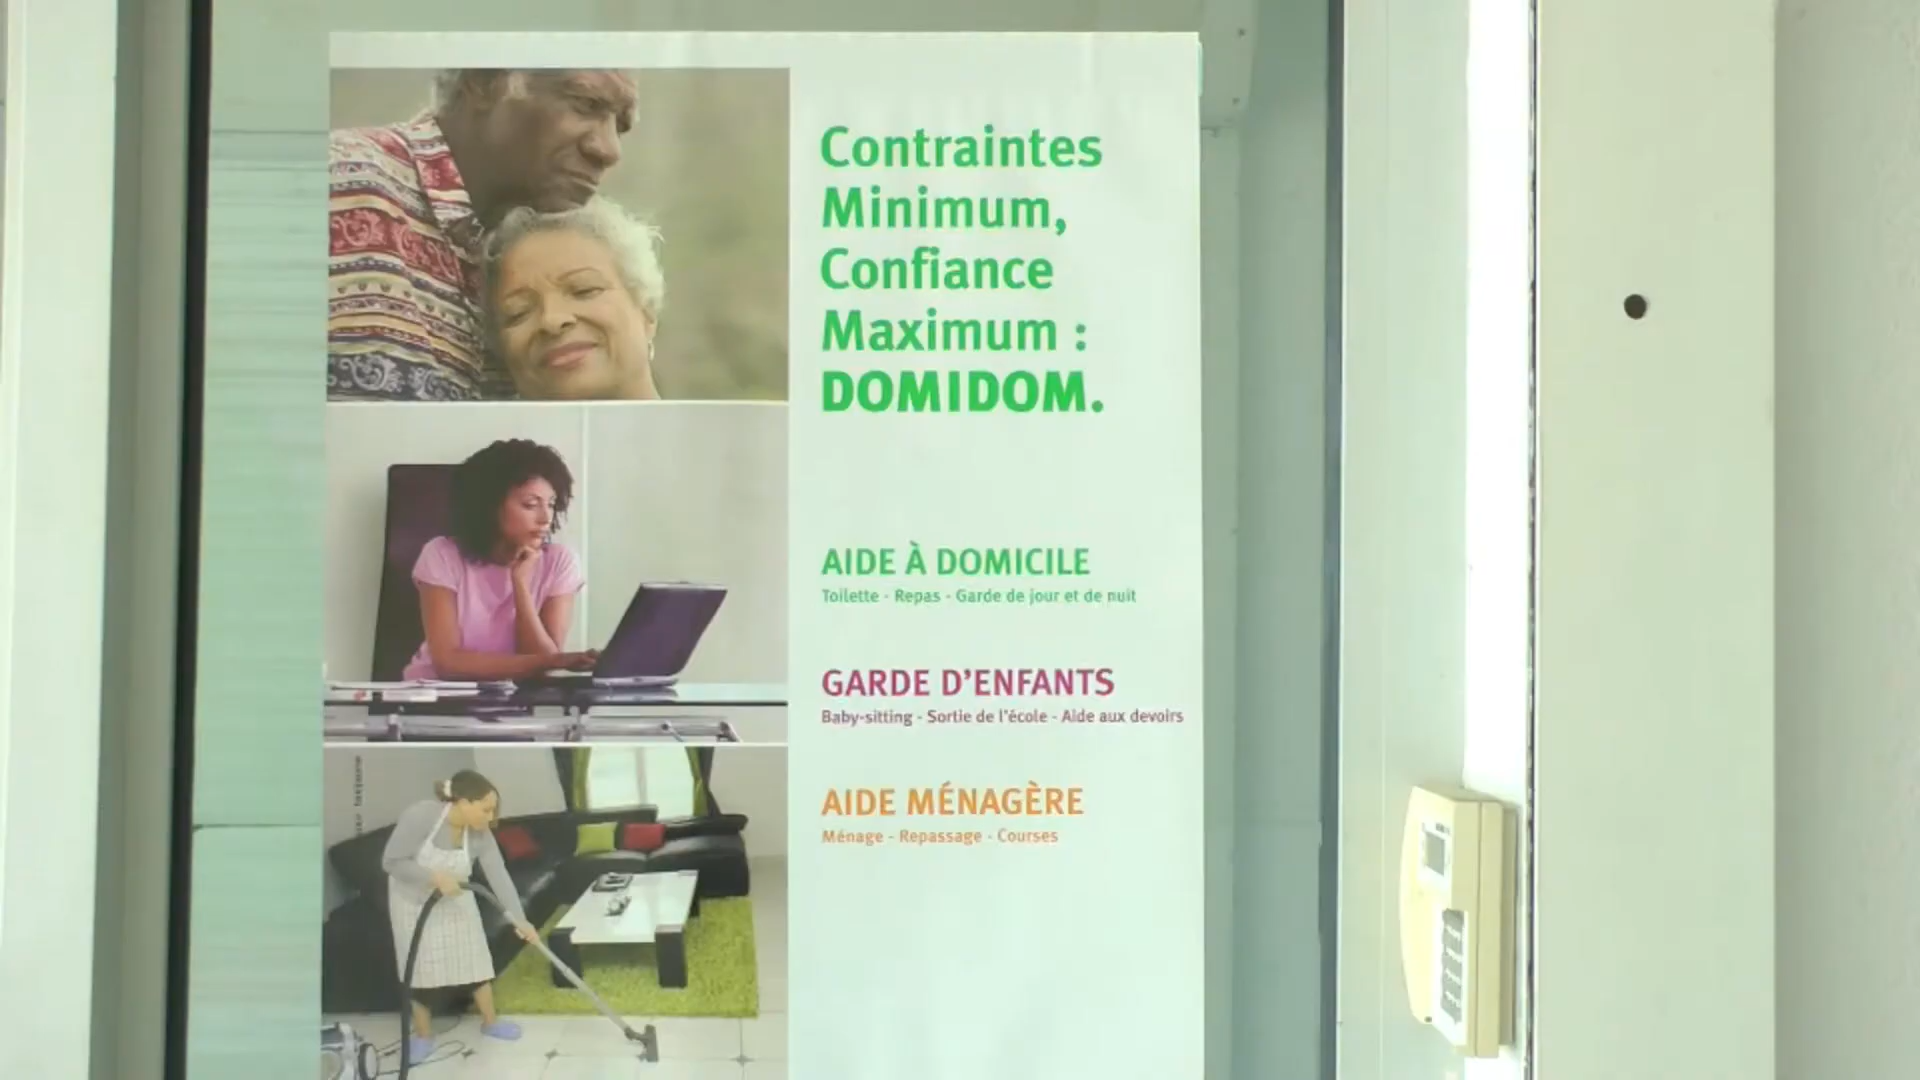 Contraintes
Minimum,
Confiance
Maximum :
DOMIDOM.
AIDE À DOMICILE
Toilette - Repas - Garde de jour et de nuit
GARDE D'ENFANTS
Baby-sitting - Sortie de l'école - Aide aux devoirs
AIDE MÉNAGÈRE
Ménage - Repassage - Courses